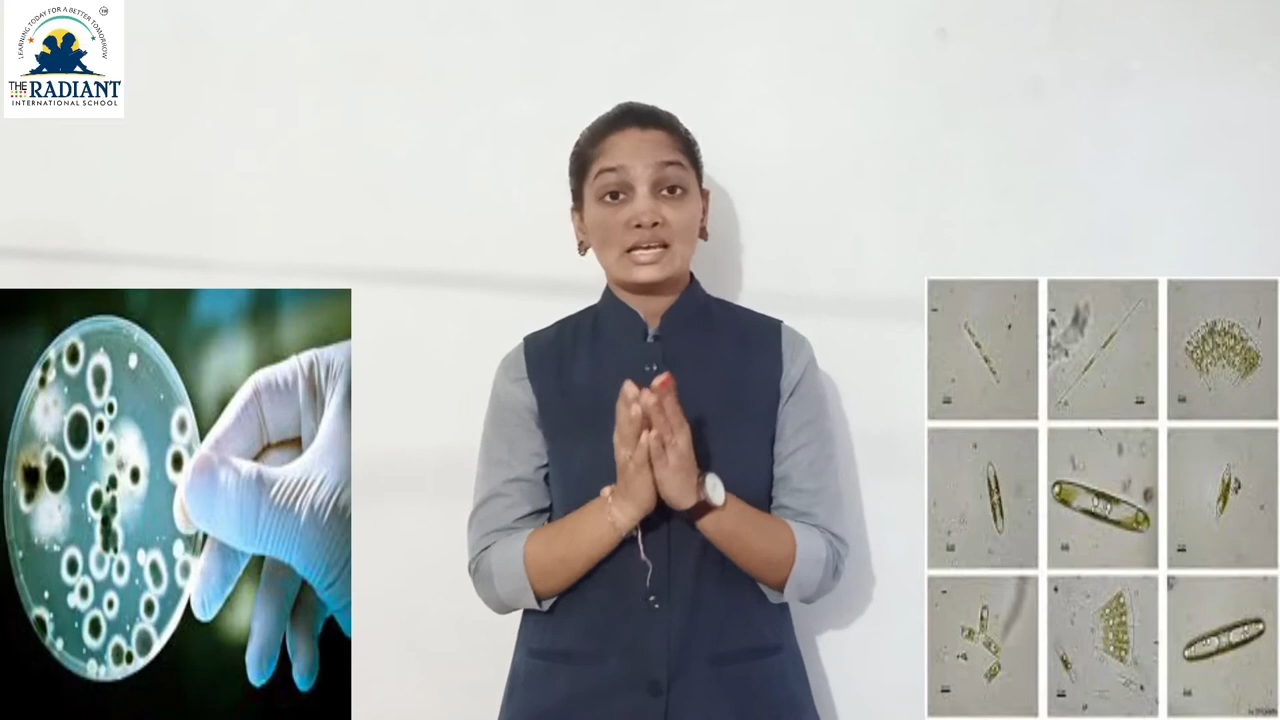 LEARNING TODAY FOR A BETTER TOMORROW
THE RADIANT
INTERNATIONAL SCHOOL